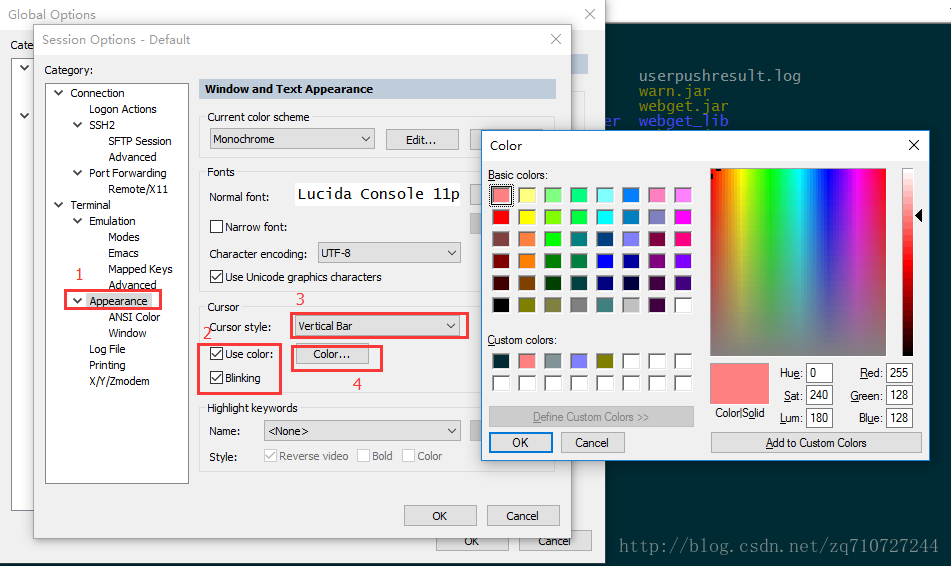 Global Options
Session Options - Default
Cate
Category:
Connection
Logon Actions
SSH2
SFTP Session
Advanced
Port Forwarding
Remote/X11
Terminal
Emulation
Modes
Emacs
Mapped Keys
Advanced
1
Appearance
ANSI Color
Window
Log File
Printing
X/Y/Zmodem
Window and Text Appearance
Current color scheme
Monochrome
Edit...
Fonts
Normal font:
Lucida Console 11p
Narrow font:
Character encoding:
UTF-8
Use Unicode graphics characters
Cursor
3
Cursor style:
Vertical Bar
2
Use color:
Color...
Blinking
4
Highlight keywords
Name:
<None>
Style:
Reverse video
Bold
Color
OK
Cancel
OK
Cancel
userpushresult.log
warn.jar
webget.jar
er webget_lib
Color
Basic colors:
Custom colors:
Define Custom Colors >>
OK
Cancel
Color|Solid
Hue: 0
Sat: 240
Lum: 180
Red: 255
Green: 128
Blue: 128
Add to Custom Colors
http://blog.csdn.net/zq710727244